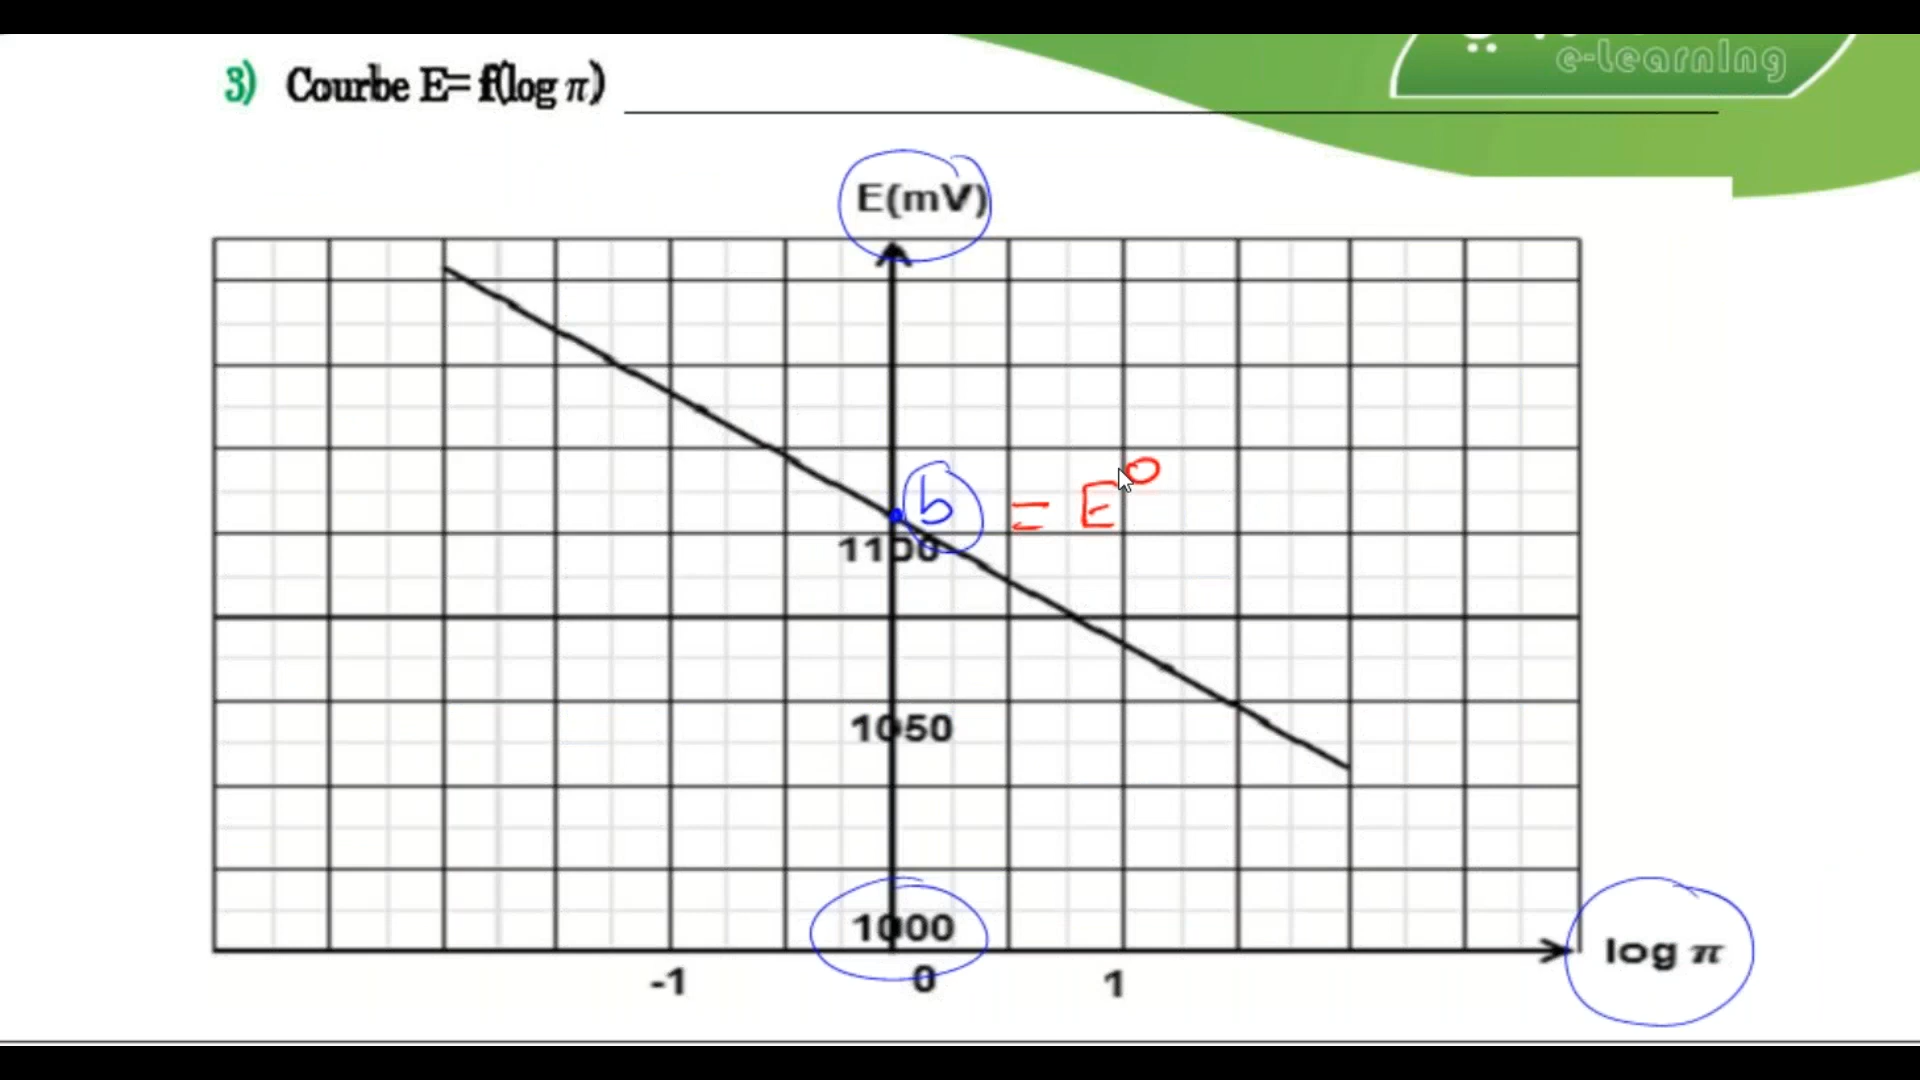 e-learning
3) Courbe E= f(log π)
E(mV)
b = E°
1100
1050
1000
-1 0 1
log π